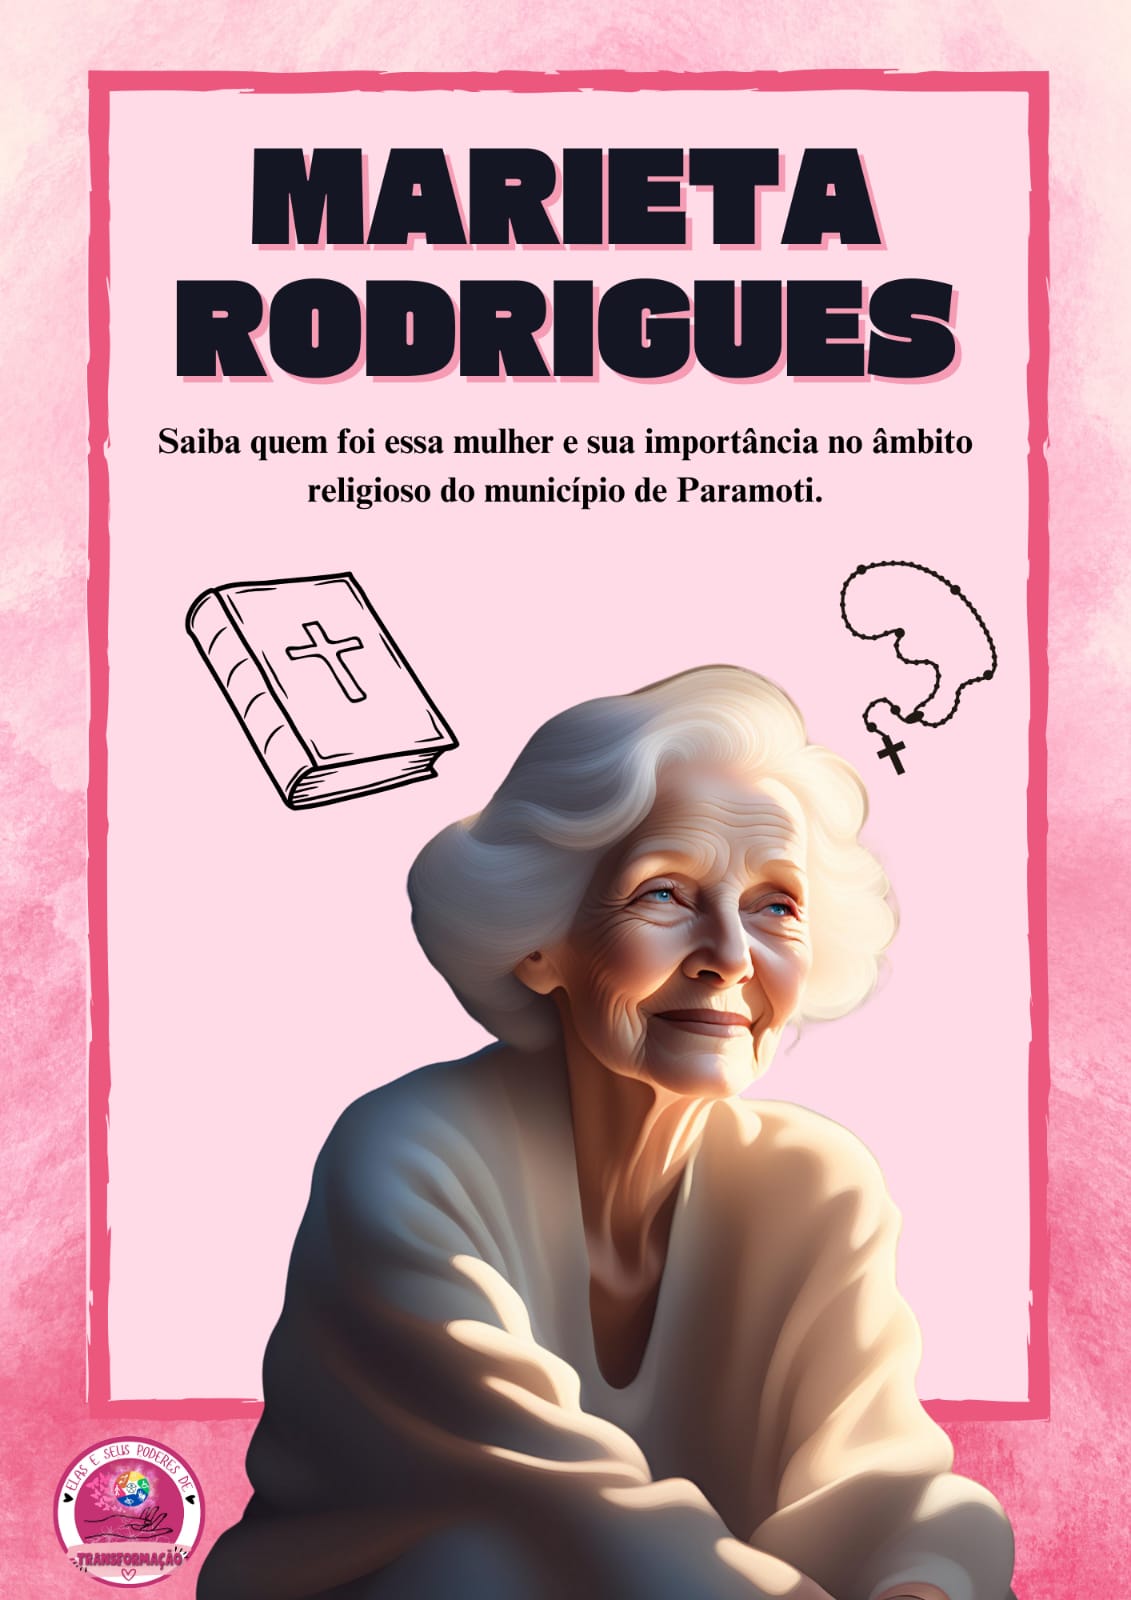 MARIETA
RODRIGUES
Saiba quem foi essa mulher e sua importância no âmbito
religioso do município de Paramoti.
ELAS E SEUS PODERES DE
TRANSFORMAÇÃO